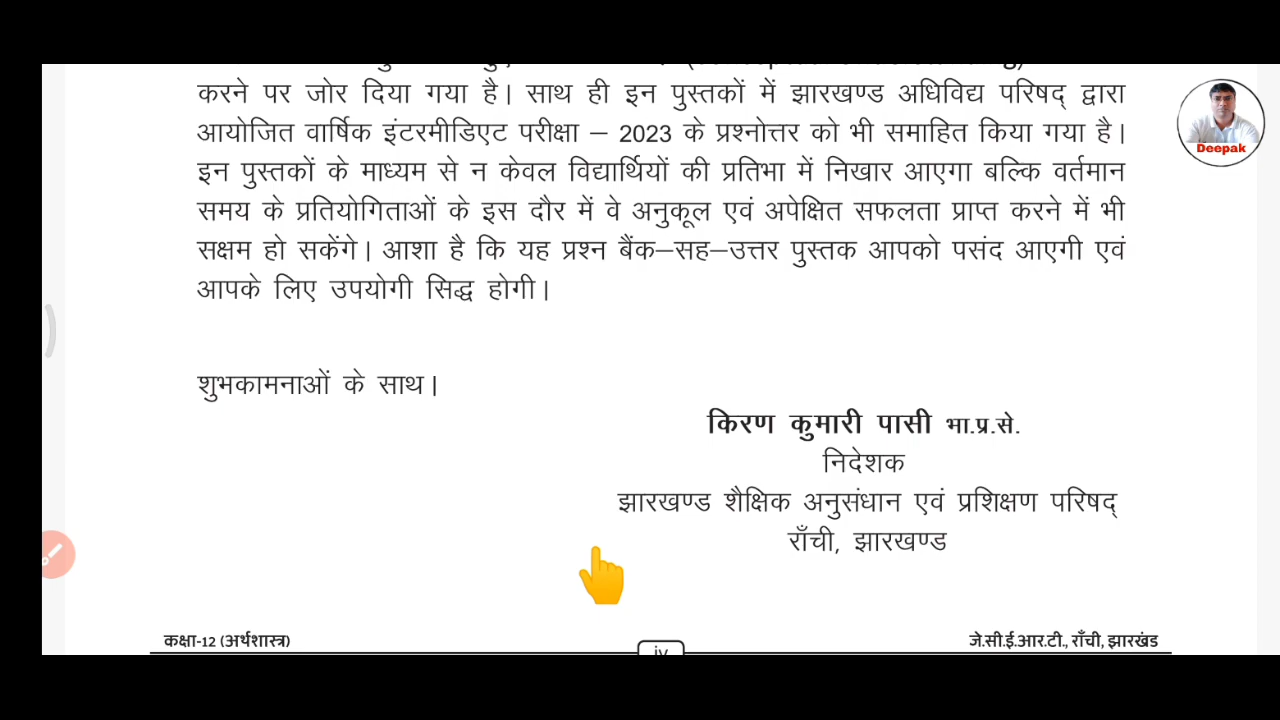 करने पर जोर दिया गया है। साथ ही इन पुस्तकों में झारखण्ड अधिविद्य परिषद् द्वारा
आयोजित वार्षिक इंटरमीडिएट परीक्षा – 2023 के प्रश्नोत्तर को भी समाहित किया गया है।
इन पुस्तकों के माध्यम से न केवल विद्यार्थियों की प्रतिभा में निखार आएगा बल्कि वर्तमान
समय के प्रतियोगिताओं के इस दौर में वे अनुकूल एवं अपेक्षित सफलता प्राप्त करने में भी
सक्षम हो सकेंगे। आशा है कि यह प्रश्न बैंक–सह–उत्तर पुस्तक आपको पसंद आएगी एवं
आपके लिए उपयोगी सिद्ध होगी।
शुभकामनाओं के साथ।
किरण कुमारी पासी भा.प्र.से.
निदेशक
झारखण्ड शैक्षिक अनुसंधान एवं प्रशिक्षण परिषद्
राँची, झारखण्ड
कक्षा-12 (अर्थशास्त्र)
iv
जे.सी.ई.आर.टी., राँची, झारखंड
Deepak